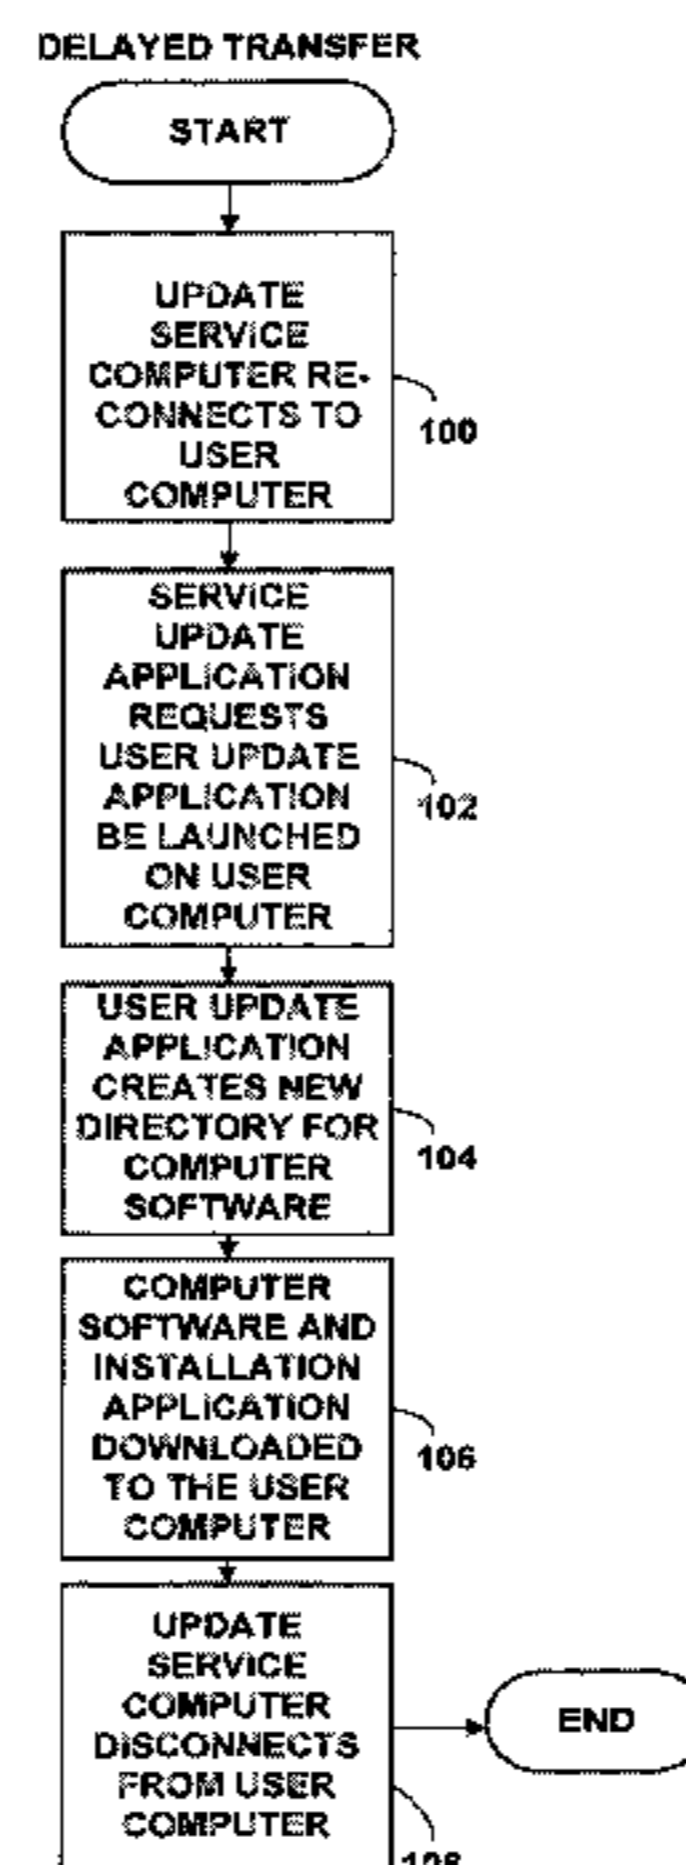 DELAYED TRANSFER
START
UPDATE
SERVICE
COMPUTER RE-
CONNECTS TO
USER
COMPUTER
100
SERVICE
UPDATE
APPLICATION
REQUESTS
USER UPDATE
APPLICATION
BE LAUNCHED
ON USER
COMPUTER
102
USER UPDATE
APPLICATION
CREATES NEW
DIRECTORY FOR
COMPUTER
SOFTWARE
104
COMPUTER
SOFTWARE AND
INSTALLATION
APPLICATION
DOWNLOADED
TO THE USER
COMPUTER
106
UPDATE
SERVICE
COMPUTER
DISCONNECTS
FROM USER
COMPUTER
END